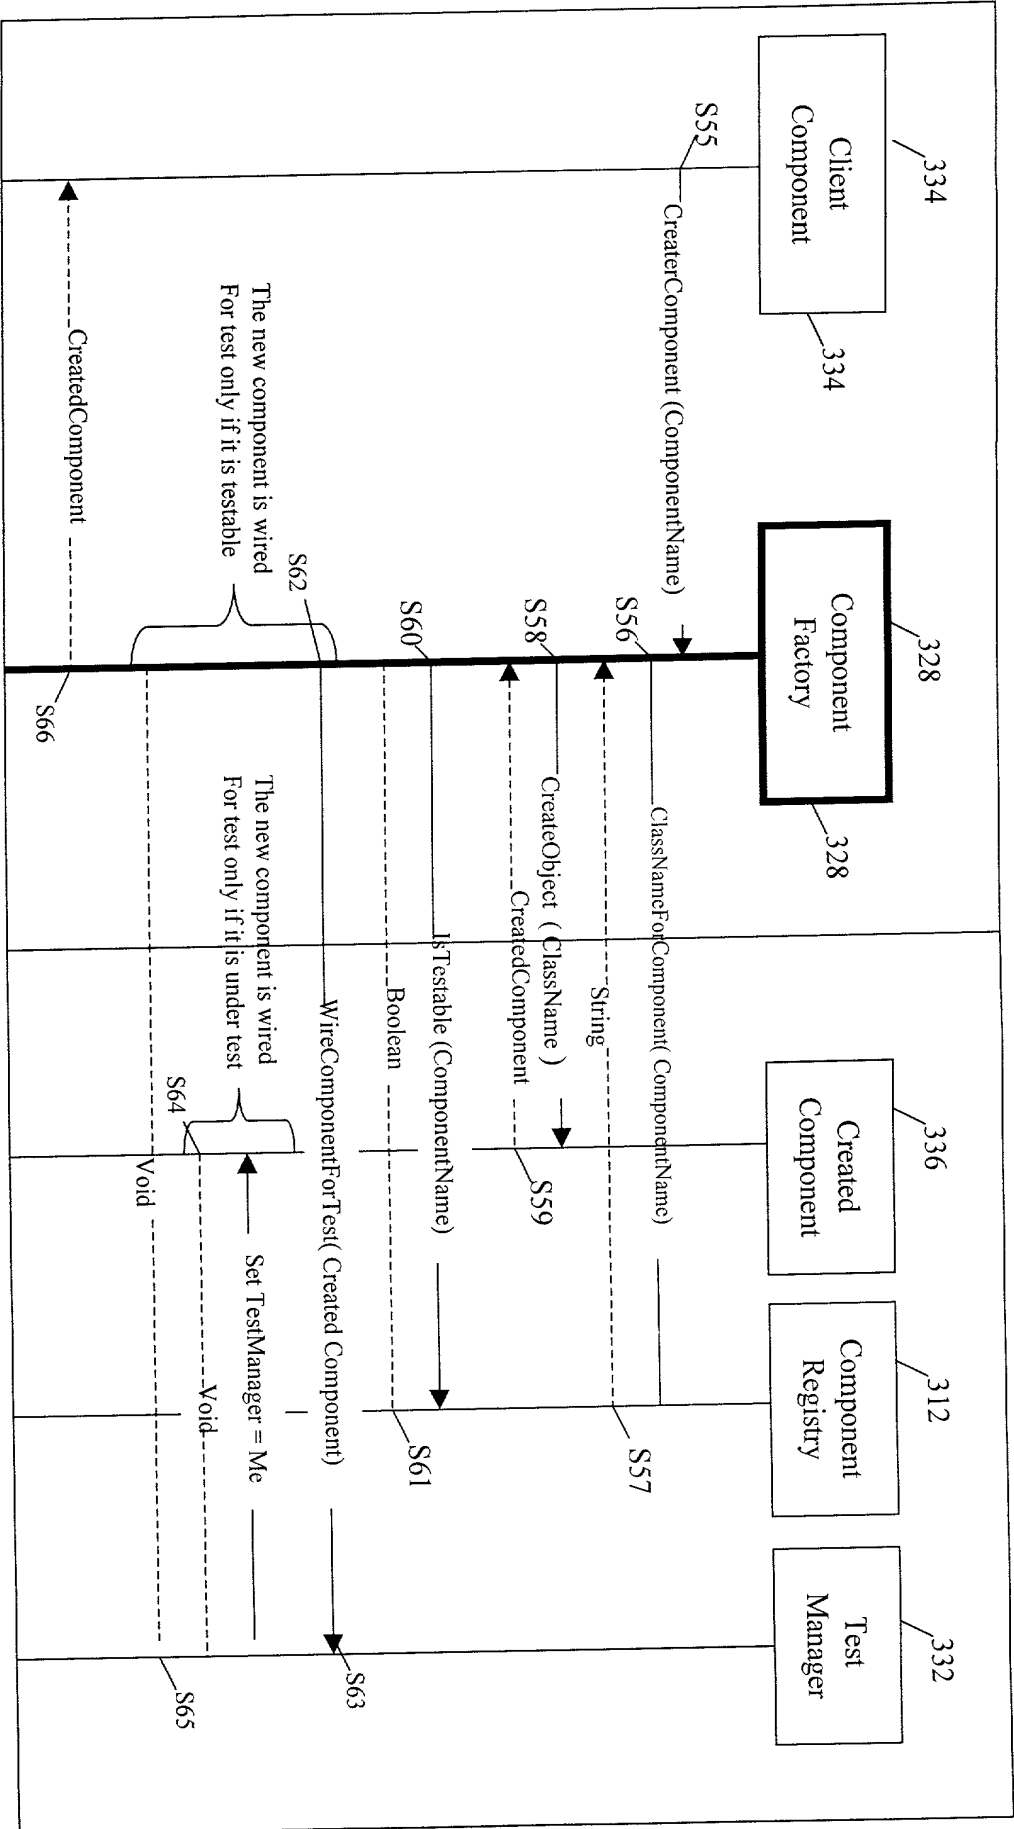 334
328
336
312
332
Client
Component
Component
Factory
Created
Component
Component
Registry
Test
Manager
334
328
S55
CreaterComponent (ComponentName)
S56
ClassNameForComponent( ComponentName)
String
S57
S58
CreateObject ( ClassName )
CreatedComponent
S59
S60
IsTestable (ComponentName)
Boolean
S61
S62
WireComponentForTest( Created Component)
S63
The new component is wired
For test only if it is testable
The new component is wired
For test only if it is under test
Set TestManager = Me
S64
Void
Void
S65
CreatedComponent
S66